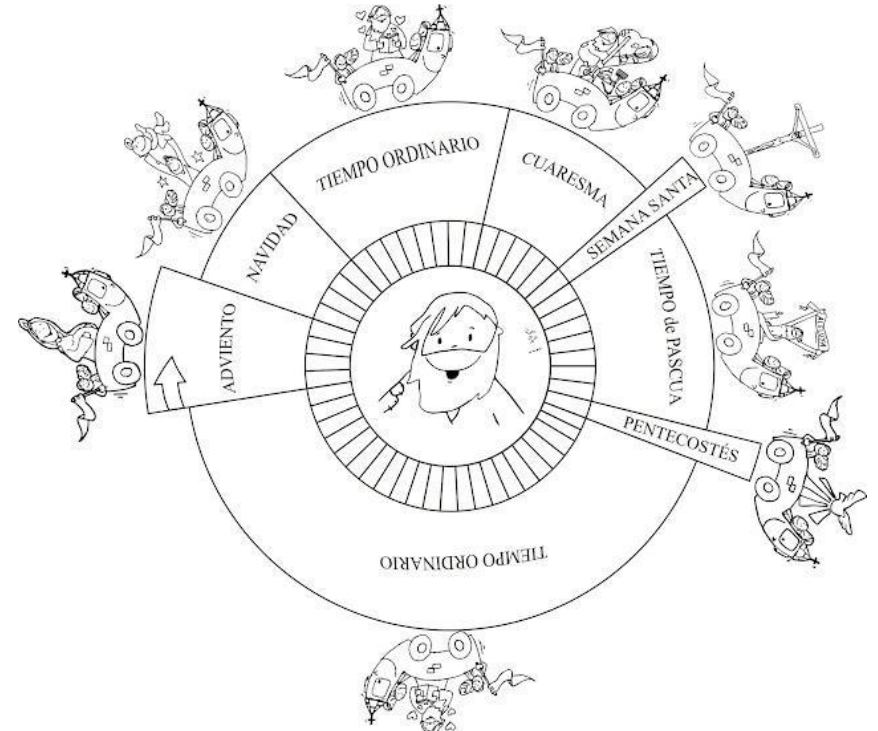 ADVIENTO
NAVIDAD
TIEMPO ORDINARIO
CUARESMA
SEMANA SANTA
TIEMPO de PASCUA
PENTECOSTÉS
TIEMPO ORDINARIO